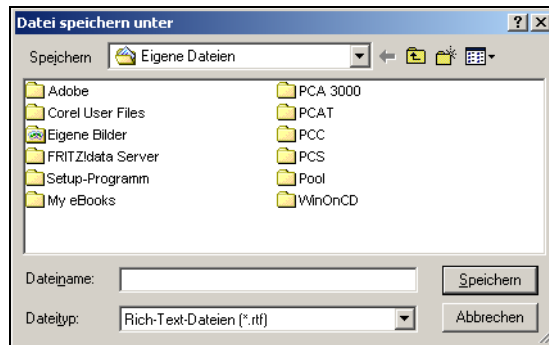 Datei speichern unter
Speichern
Eigene Dateien
Adobe
Corel User Files
Eigene Bilder
FRITZ!data Server
Setup-Programm
My eBooks
PCA 3000
PCAT
PCC
PCS
Pool
WinOnCD
Dateiname:
Speichern
Dateityp:
Rich-Text-Dateien (*.rtf)
Abbrechen